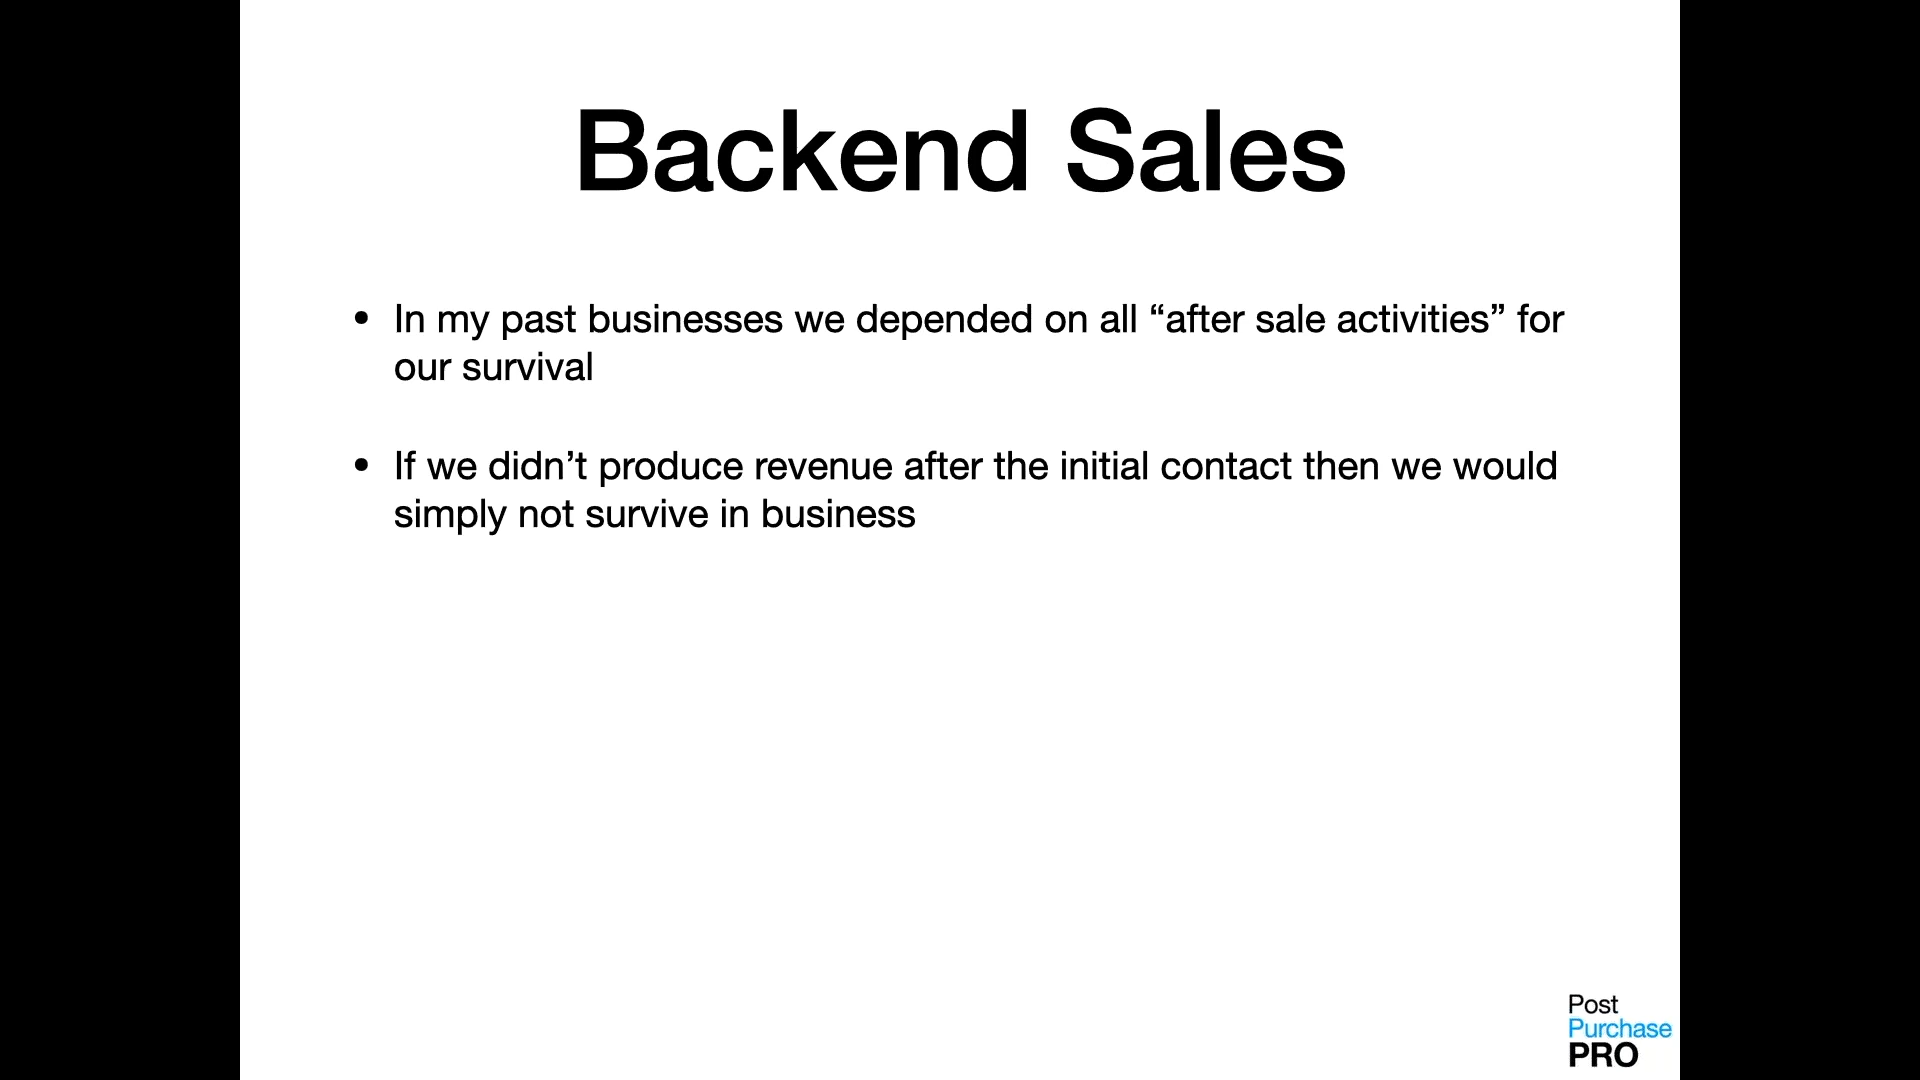 Backend Sales
• In my past businesses we depended on all “after sale activities” for
our survival
• If we didn’t produce revenue after the initial contact then we would
simply not survive in business
Post
Purchase
PRO